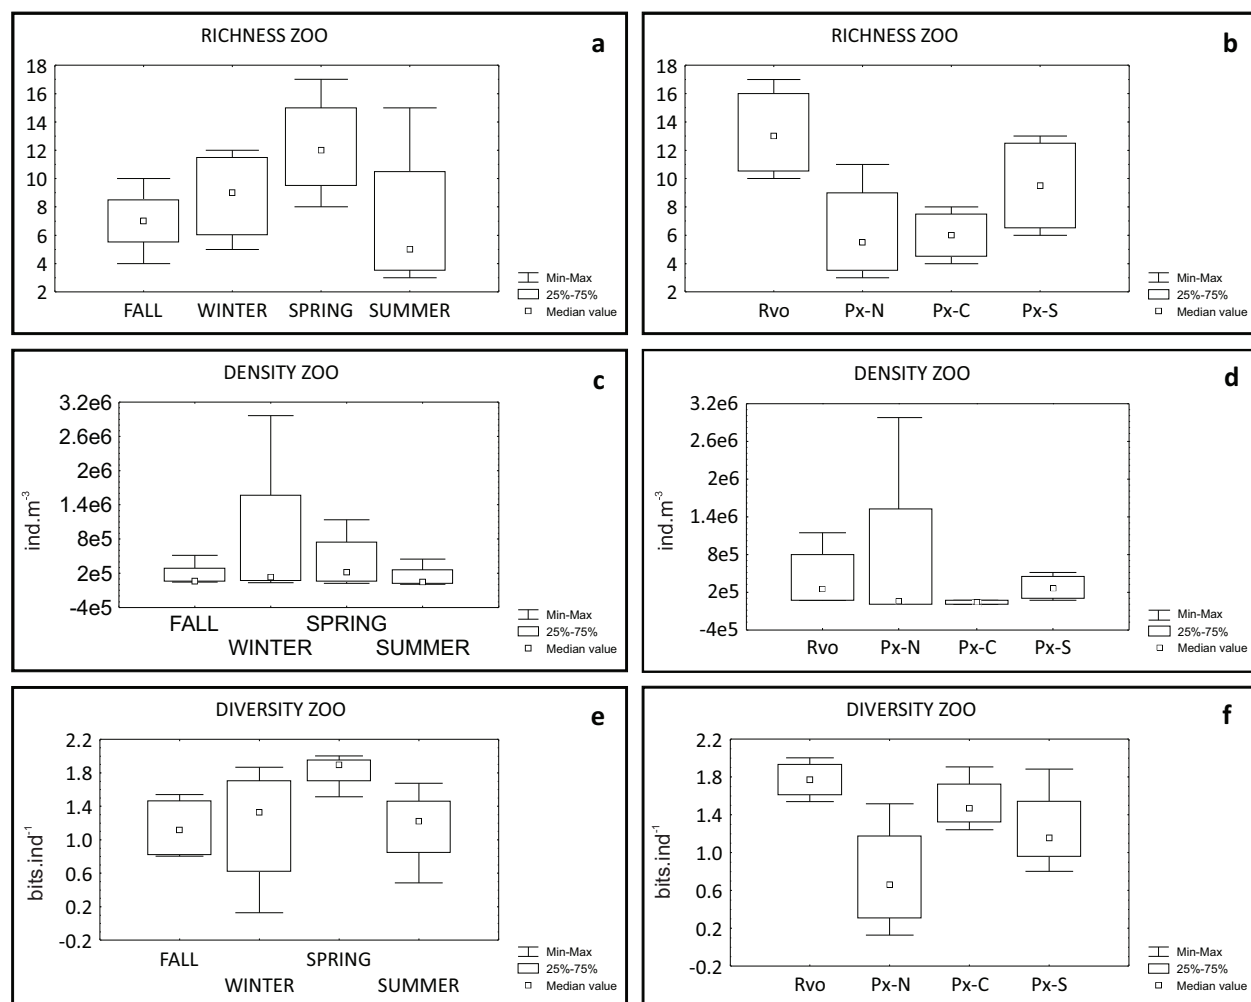 RICHNESS ZOO
a
18
16
14
12
10
8
6
4
2
FALL WINTER SPRING SUMMER
Min-Max
25%-75%
Median value
RICHNESS ZOO
b
18
16
14
12
10
8
6
4
2
Rvo Px-N Px-C Px-S
Min-Max
25%-75%
Median value
DENSITY ZOO
c
ind.m-3
3.2e6
2.6e6
2e6
1.4e6
8e5
2e5
-4e5
FALL SPRING
WINTER SUMMER
Min-Max
25%-75%
Median value
DENSITY ZOO
d
ind.m-3
3.2e6
2.6e6
2e6
1.4e6
8e5
2e5
-4e5
Rvo Px-N Px-C Px-S
Min-Max
25%-75%
Median value
DIVERSITY ZOO
e
bits.ind-1
2.2
1.8
1.4
1.0
0.6
0.2
-0.2
FALL SPRING
WINTER SUMMER
Min-Max
25%-75%
Median value
DIVERSITY ZOO
f
bits.ind-1
2.2
1.8
1.4
1.0
0.6
0.2
-0.2
Rvo Px-N Px-C Px-S
Min-Max
25%-75%
Median value